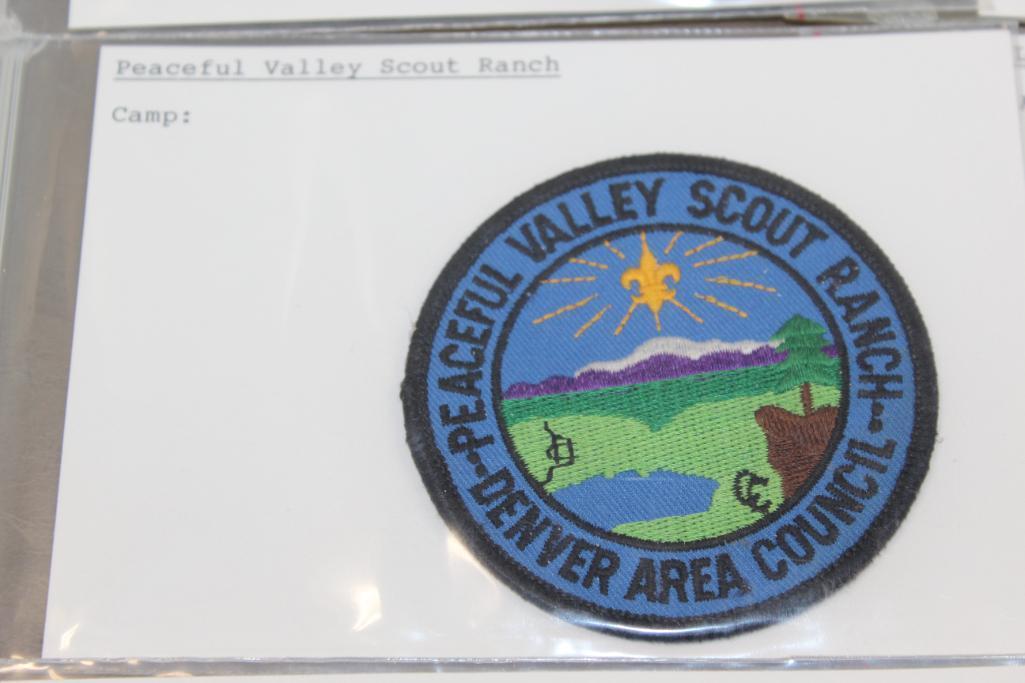 Peaceful Valley Scout Ranch
Camp:
PEACEFUL VALLEY SCOUT RANCH
DENVER AREA COUNCIL